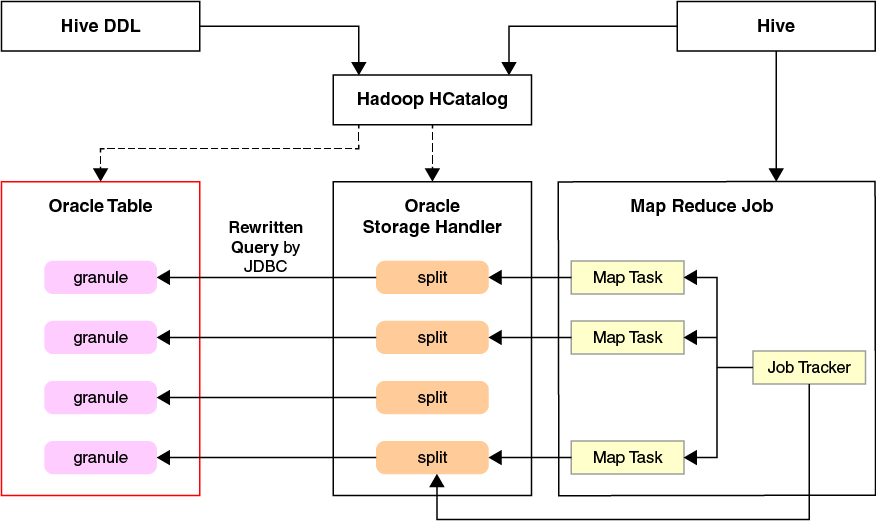 Hive DDL
Hive
Hadoop HCatalog
Oracle Table
Oracle
Storage Handler
Map Reduce Job
Rewritten
Query by
JDBC
granule
split
Map Task
granule
split
Map Task
Job Tracker
granule
split
granule
split
Map Task